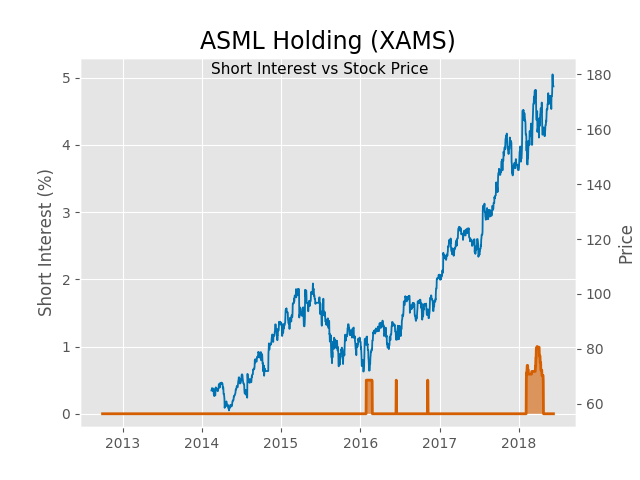 ASML Holding (XAMS)
Short Interest vs Stock Price
Short Interest (%)
5
4
3
2
1
0
180
160
140
120
100
80
60
Price
2013 2014 2015 2016 2017 2018